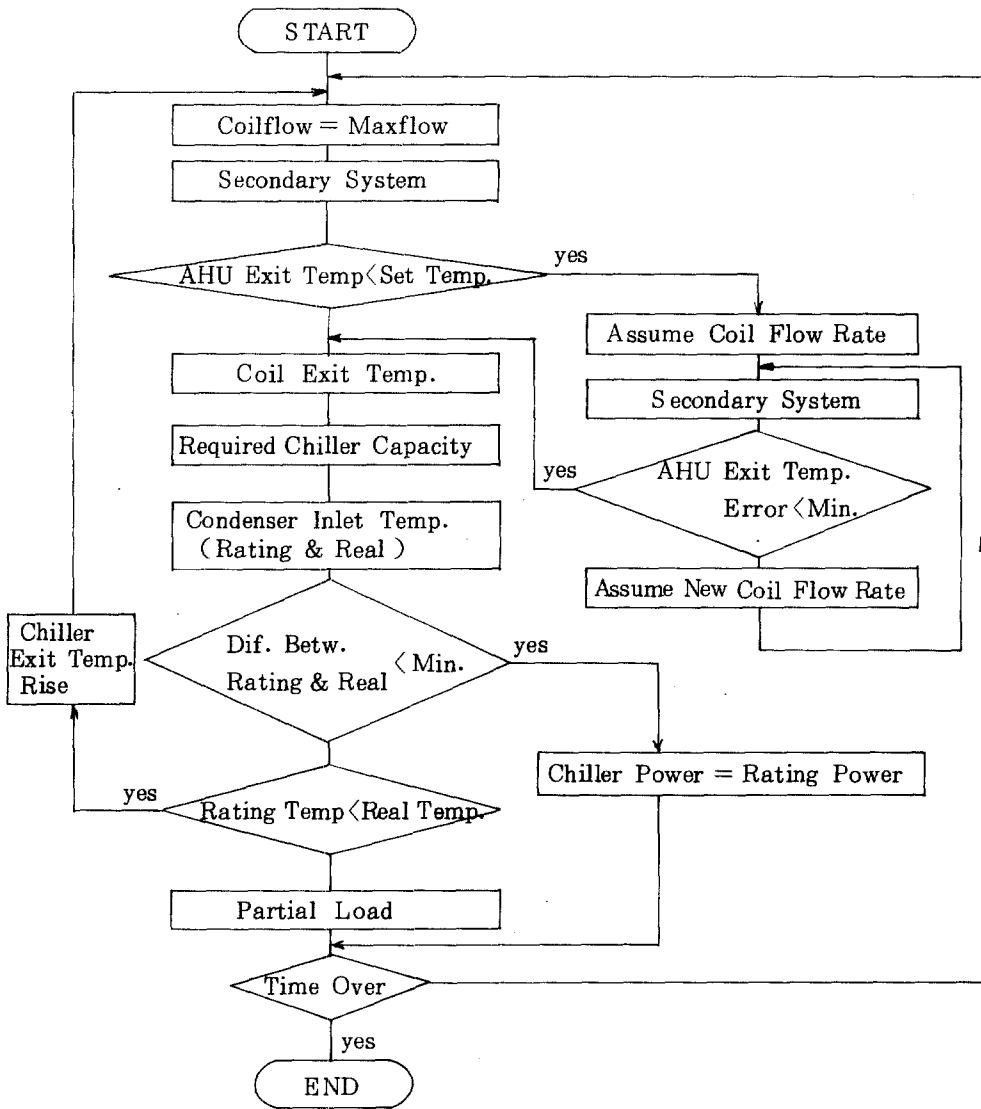 START
Coilflow = Maxflow
Secondary System
AHU Exit Temp<Set Temp.
yes
Assume Coil Flow Rate
Coil Exit Temp.
Secondary System
Required Chiller Capacity
yes
AHU Exit Temp.
Error<Min.
Condenser Inlet Temp.
(Rating & Real)
Assume New Coil Flow Rate
Chiller
Exit Temp.
Rise
Dif. Betw.
Rating & Real <Min.
yes
Chiller Power = Rating Power
yes
Rating Temp<Real Temp.
Partial Load
Time Over
yes
END